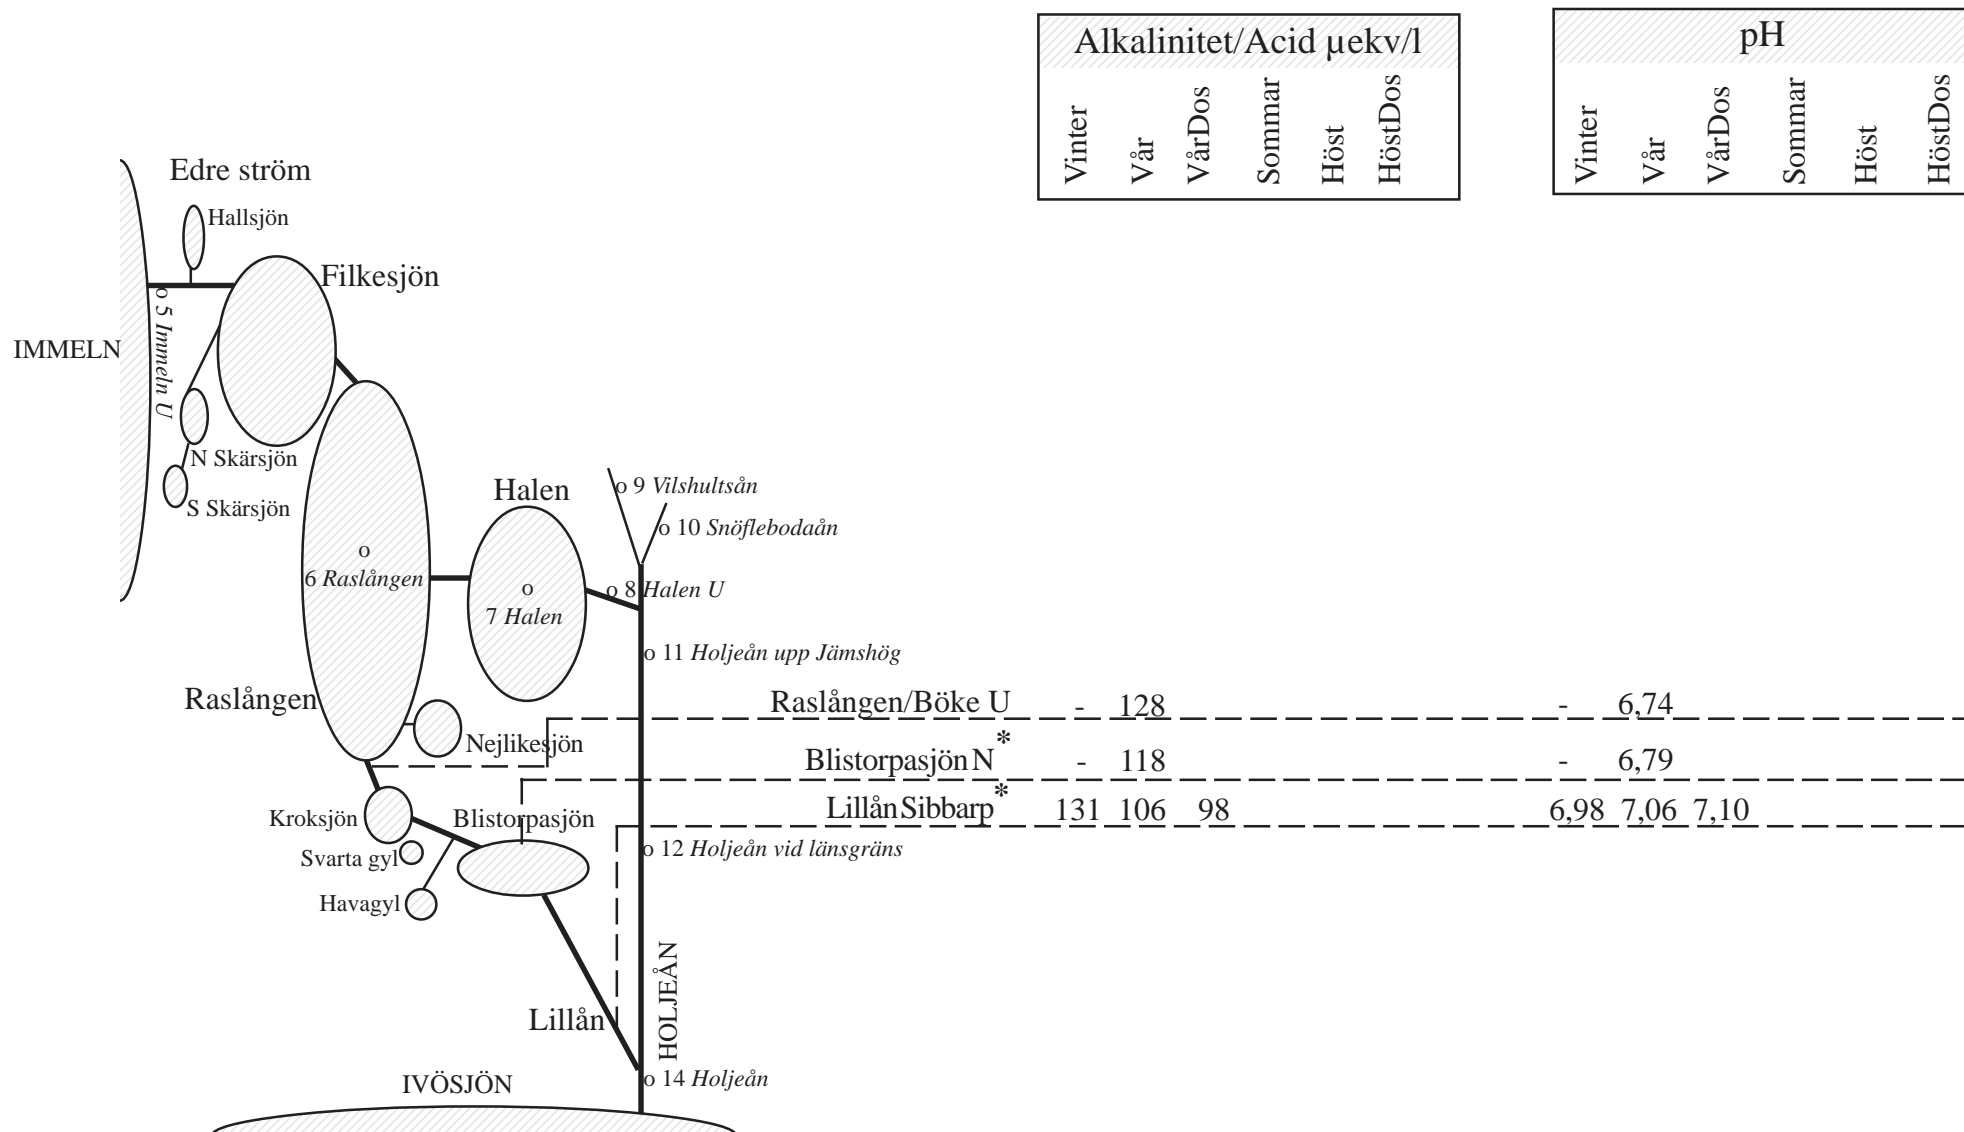 Alkalinitet/Acid µekv/l
pH
Vinter
Vår
VårDos
Sommar
Höst
HöstDos
Vinter
Vår
VårDos
Sommar
Höst
HöstDos
Edre ström
Hallsjön
Filkesjön
o 5 Immeln U
IMMELN
N Skärsjön
S Skärsjön
Halen
o 9 Vilshultsån
o 10 Snöflebodaån
o
6 Raslången
o
7 Halen
o 8 Halen U
o 11 Holjeån upp Jämshög
Raslången
Raslången/Böke U - 128 - 6,74
Nejlikesjön
Blistorpasjön N* - 118 - 6,79
Kroksjön
Blistorpasjön
Lillån Sibbarp* 131 106 98 6,98 7,06 7,10
Svarta gyl
o 12 Holjeån vid länsgräns
Havagyl
HOLJEÅN
Lillån
o 14 Holjeån
IVÖSJÖN